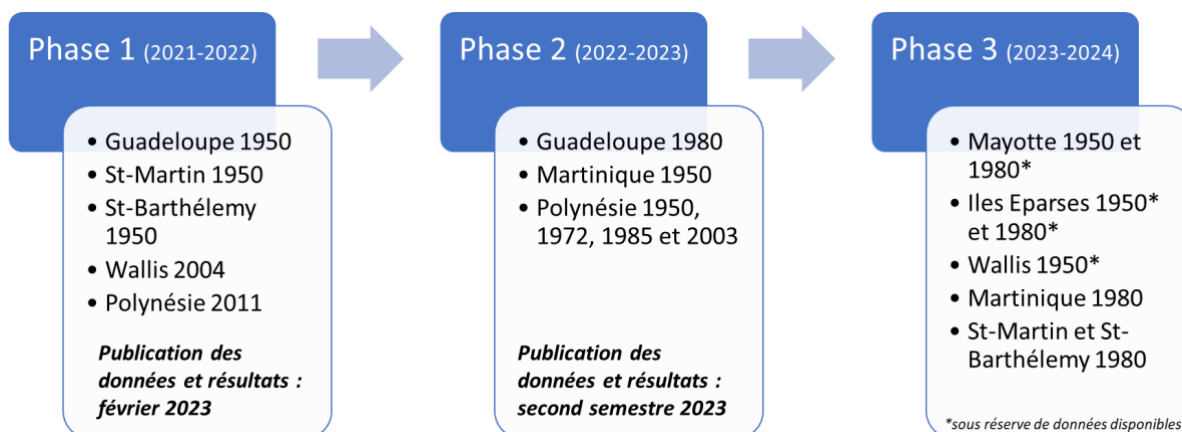 Phase 1 (2021-2022)
• Guadeloupe 1950
• St-Martin 1950
• St-Barthélemy
1950
• Wallis 2004
• Polynésie 2011
Publication des
données et résultats :
février 2023
Phase 2 (2022-2023)
• Guadeloupe 1980
• Martinique 1950
• Polynésie 1950,
1972, 1985 et 2003
Publication des
données et résultats :
second semestre 2023
Phase 3 (2023-2024)
• Mayotte 1950 et
1980*
• Iles Eparses 1950*
et 1980*
• Wallis 1950*
• Martinique 1980
• St-Martin et St-
Barthélemy 1980
*sous réserve de données disponibles